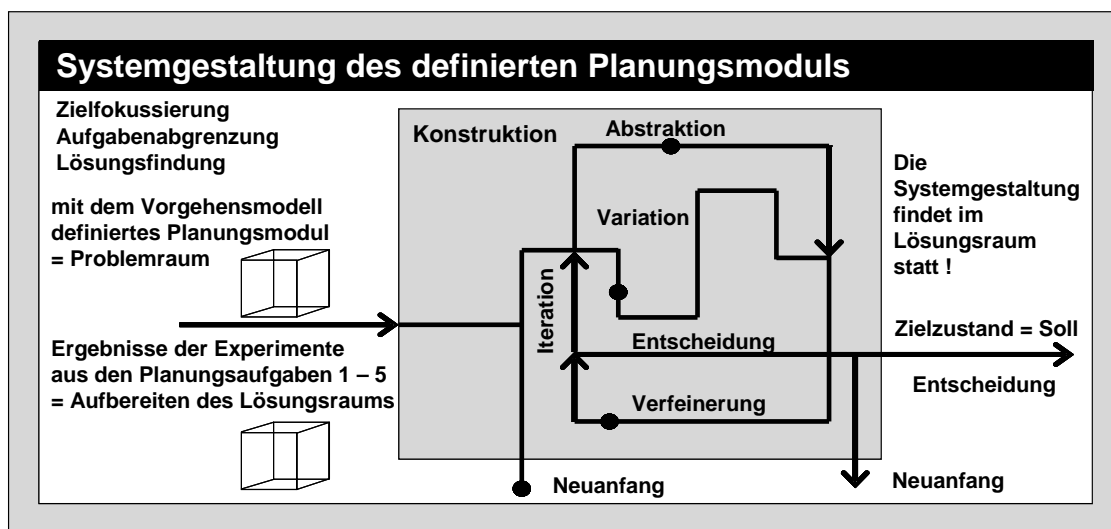 Systemgestaltung des definierten Planungsmoduls
Zielfokussierung
Aufgabenabgrenzung
Lösungsfindung
mit dem Vorgehensmodell
definiertes Planungsmodul
= Problemraum
Ergebnisse der Experimente
aus den Planungsaufgaben 1 – 5
= Aufbereiten des Lösungsraums
Konstruktion
Abstraktion
Variation
Iteration
Entscheidung
Verfeinerung
Neuanfang
Die
Systemgestaltung
findet im
Lösungsraum
statt !
Zielzustand = Soll
Entscheidung
Neuanfang